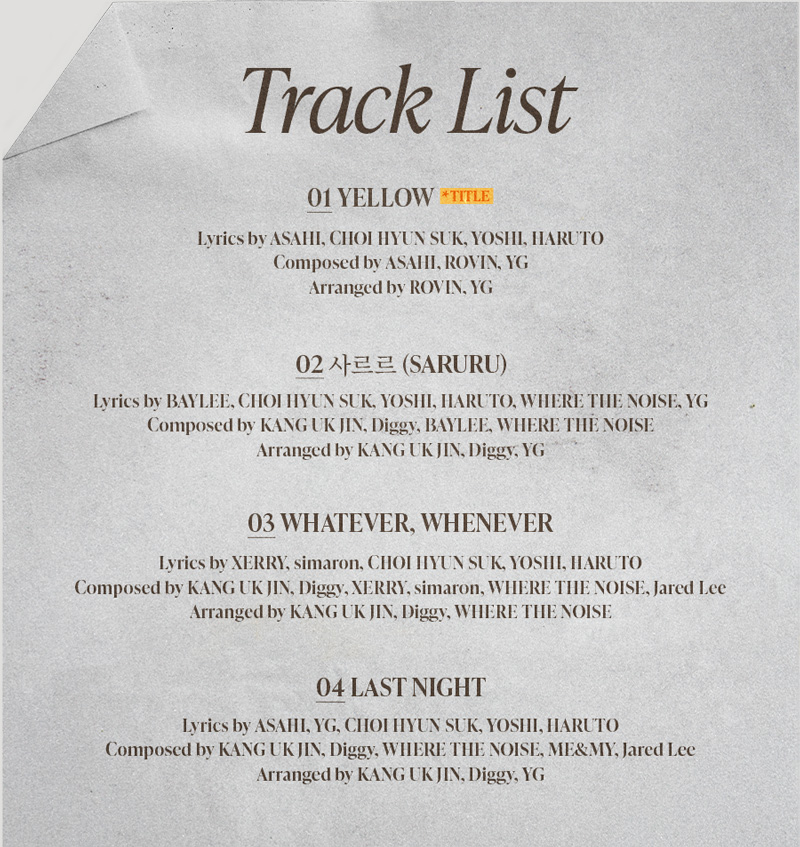 Track List
01 YELLOW *TITLE
Lyrics by ASAHI, CHOI HYUN SUK, YOSHI, HARUTO
Composed by ASAHI, ROVIN, YG
Arranged by ROVIN, YG
02 사르르 (SARURU)
Lyrics by BAYLEE, CHOI HYUN SUK, YOSHI, HARUTO, WHERE THE NOISE, YG
Composed by KANG UK JIN, Diggy, BAYLEE, WHERE THE NOISE
Arranged by KANG UK JIN, Diggy, YG
03 WHATEVER, WHENEVER
Lyrics by XERRY, simaron, CHOI HYUN SUK, YOSHI, HARUTO
Composed by KANG UK JIN, Diggy, XERRY, simaron, WHERE THE NOISE, Jared Lee
Arranged by KANG UK JIN, Diggy, WHERE THE NOISE
04 LAST NIGHT
Lyrics by ASAHI, YG, CHOI HYUN SUK, YOSHI, HARUTO
Composed by KANG UK JIN, Diggy, WHERE THE NOISE, ME&MY, Jared Lee
Arranged by KANG UK JIN, Diggy, YG